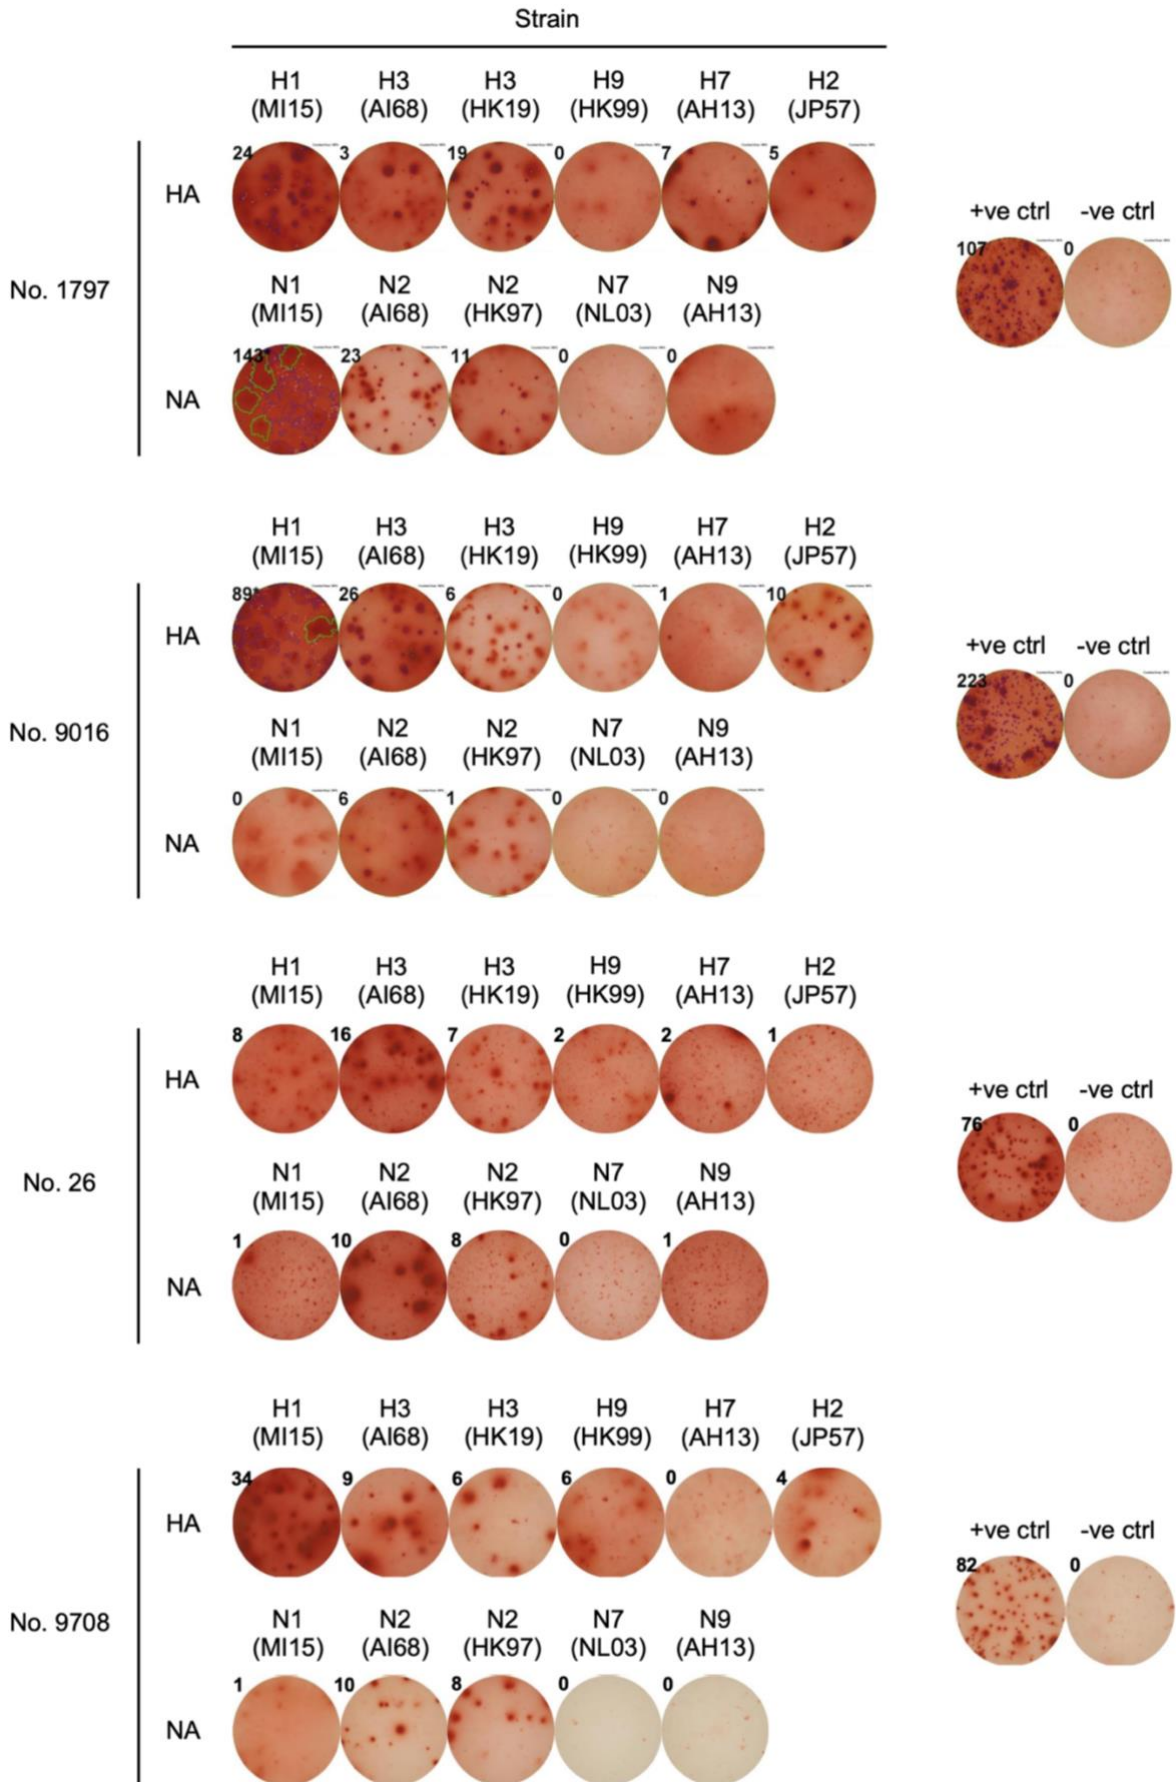 Strain
H1 H3 H3 H9 H7 H2
(MI15) (AI68) (HK19) (HK99) (AH13) (JP57)
24 3 19 0 7 5
HA
+ve ctrl -ve ctrl
107 0
No. 1797
N1 N2 N2 N7 N9
(MI15) (AI68) (HK97) (NL03) (AH13)
143* 23 11 0 0
NA
H1 H3 H3 H9 H7 H2
(MI15) (AI68) (HK19) (HK99) (AH13) (JP57)
89* 26 6 0 1 10
HA
+ve ctrl -ve ctrl
223 0
No. 9016
N1 N2 N2 N7 N9
(MI15) (AI68) (HK97) (NL03) (AH13)
0 6 1 0 0
NA
H1 H3 H3 H9 H7 H2
(MI15) (AI68) (HK19) (HK99) (AH13) (JP57)
8 16 7 2 2 1
HA
+ve ctrl -ve ctrl
76 0
No. 26
N1 N2 N2 N7 N9
(MI15) (AI68) (HK97) (NL03) (AH13)
1 10 8 0 1
NA
H1 H3 H3 H9 H7 H2
(MI15) (AI68) (HK19) (HK99) (AH13) (JP57)
34 9 6 6 0 4
HA
+ve ctrl -ve ctrl
82 0
No. 9708
N1 N2 N2 N7 N9
(MI15) (AI68) (HK97) (NL03) (AH13)
1 10 8 0 0
NA